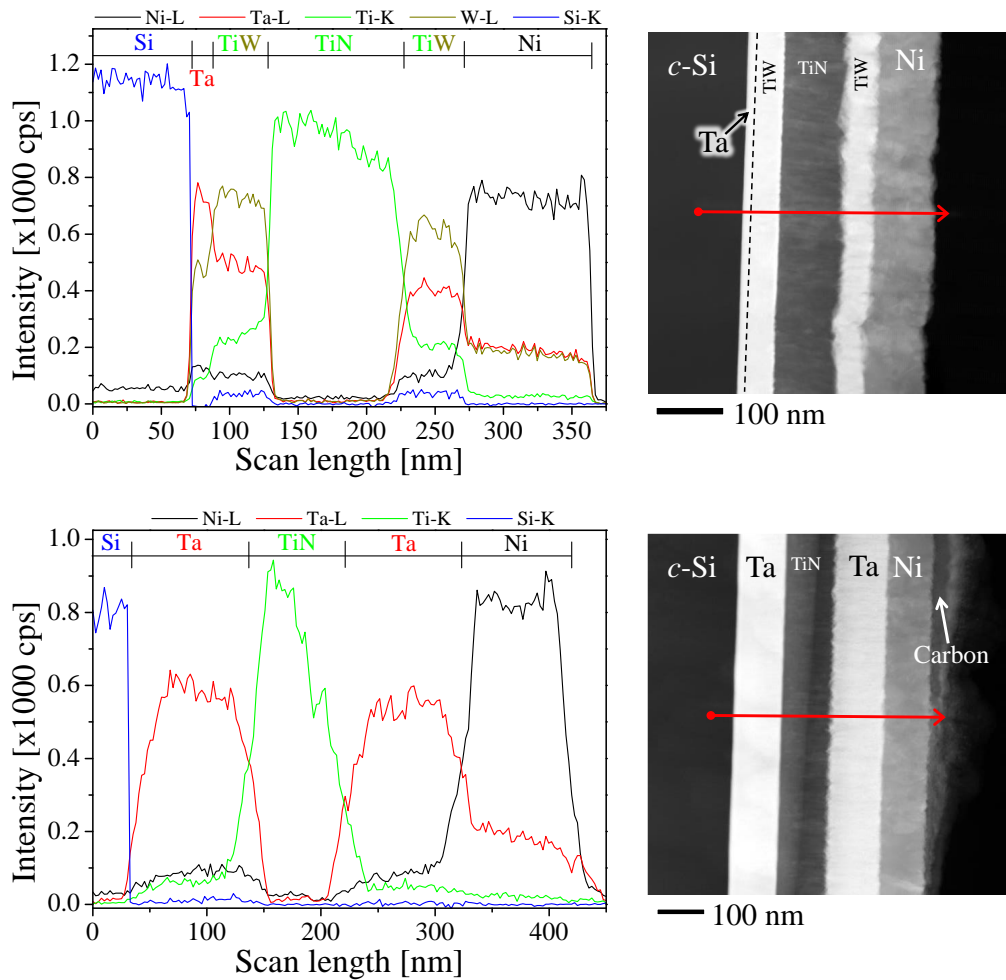 Ni-L Ta-L Ti-K W-L Si-K
Si TiW TiN TiW Ni
Ta
1.2
1.0
0.8
0.6
0.4
0.2
0.0
Intensity [x1000 cps]
0 50 100 150 200 250 300 350
Scan length [nm]
c-Si TiW TiN TiW Ni
Ta
100 nm
Ni-L Ta-L Ti-K Si-K
Si Ta TiN Ta Ni
1.0
0.8
0.6
0.4
0.2
0.0
Intensity [x1000 cps]
0 100 200 300 400
Scan length [nm]
c-Si Ta TiN Ta Ni
Carbon
100 nm